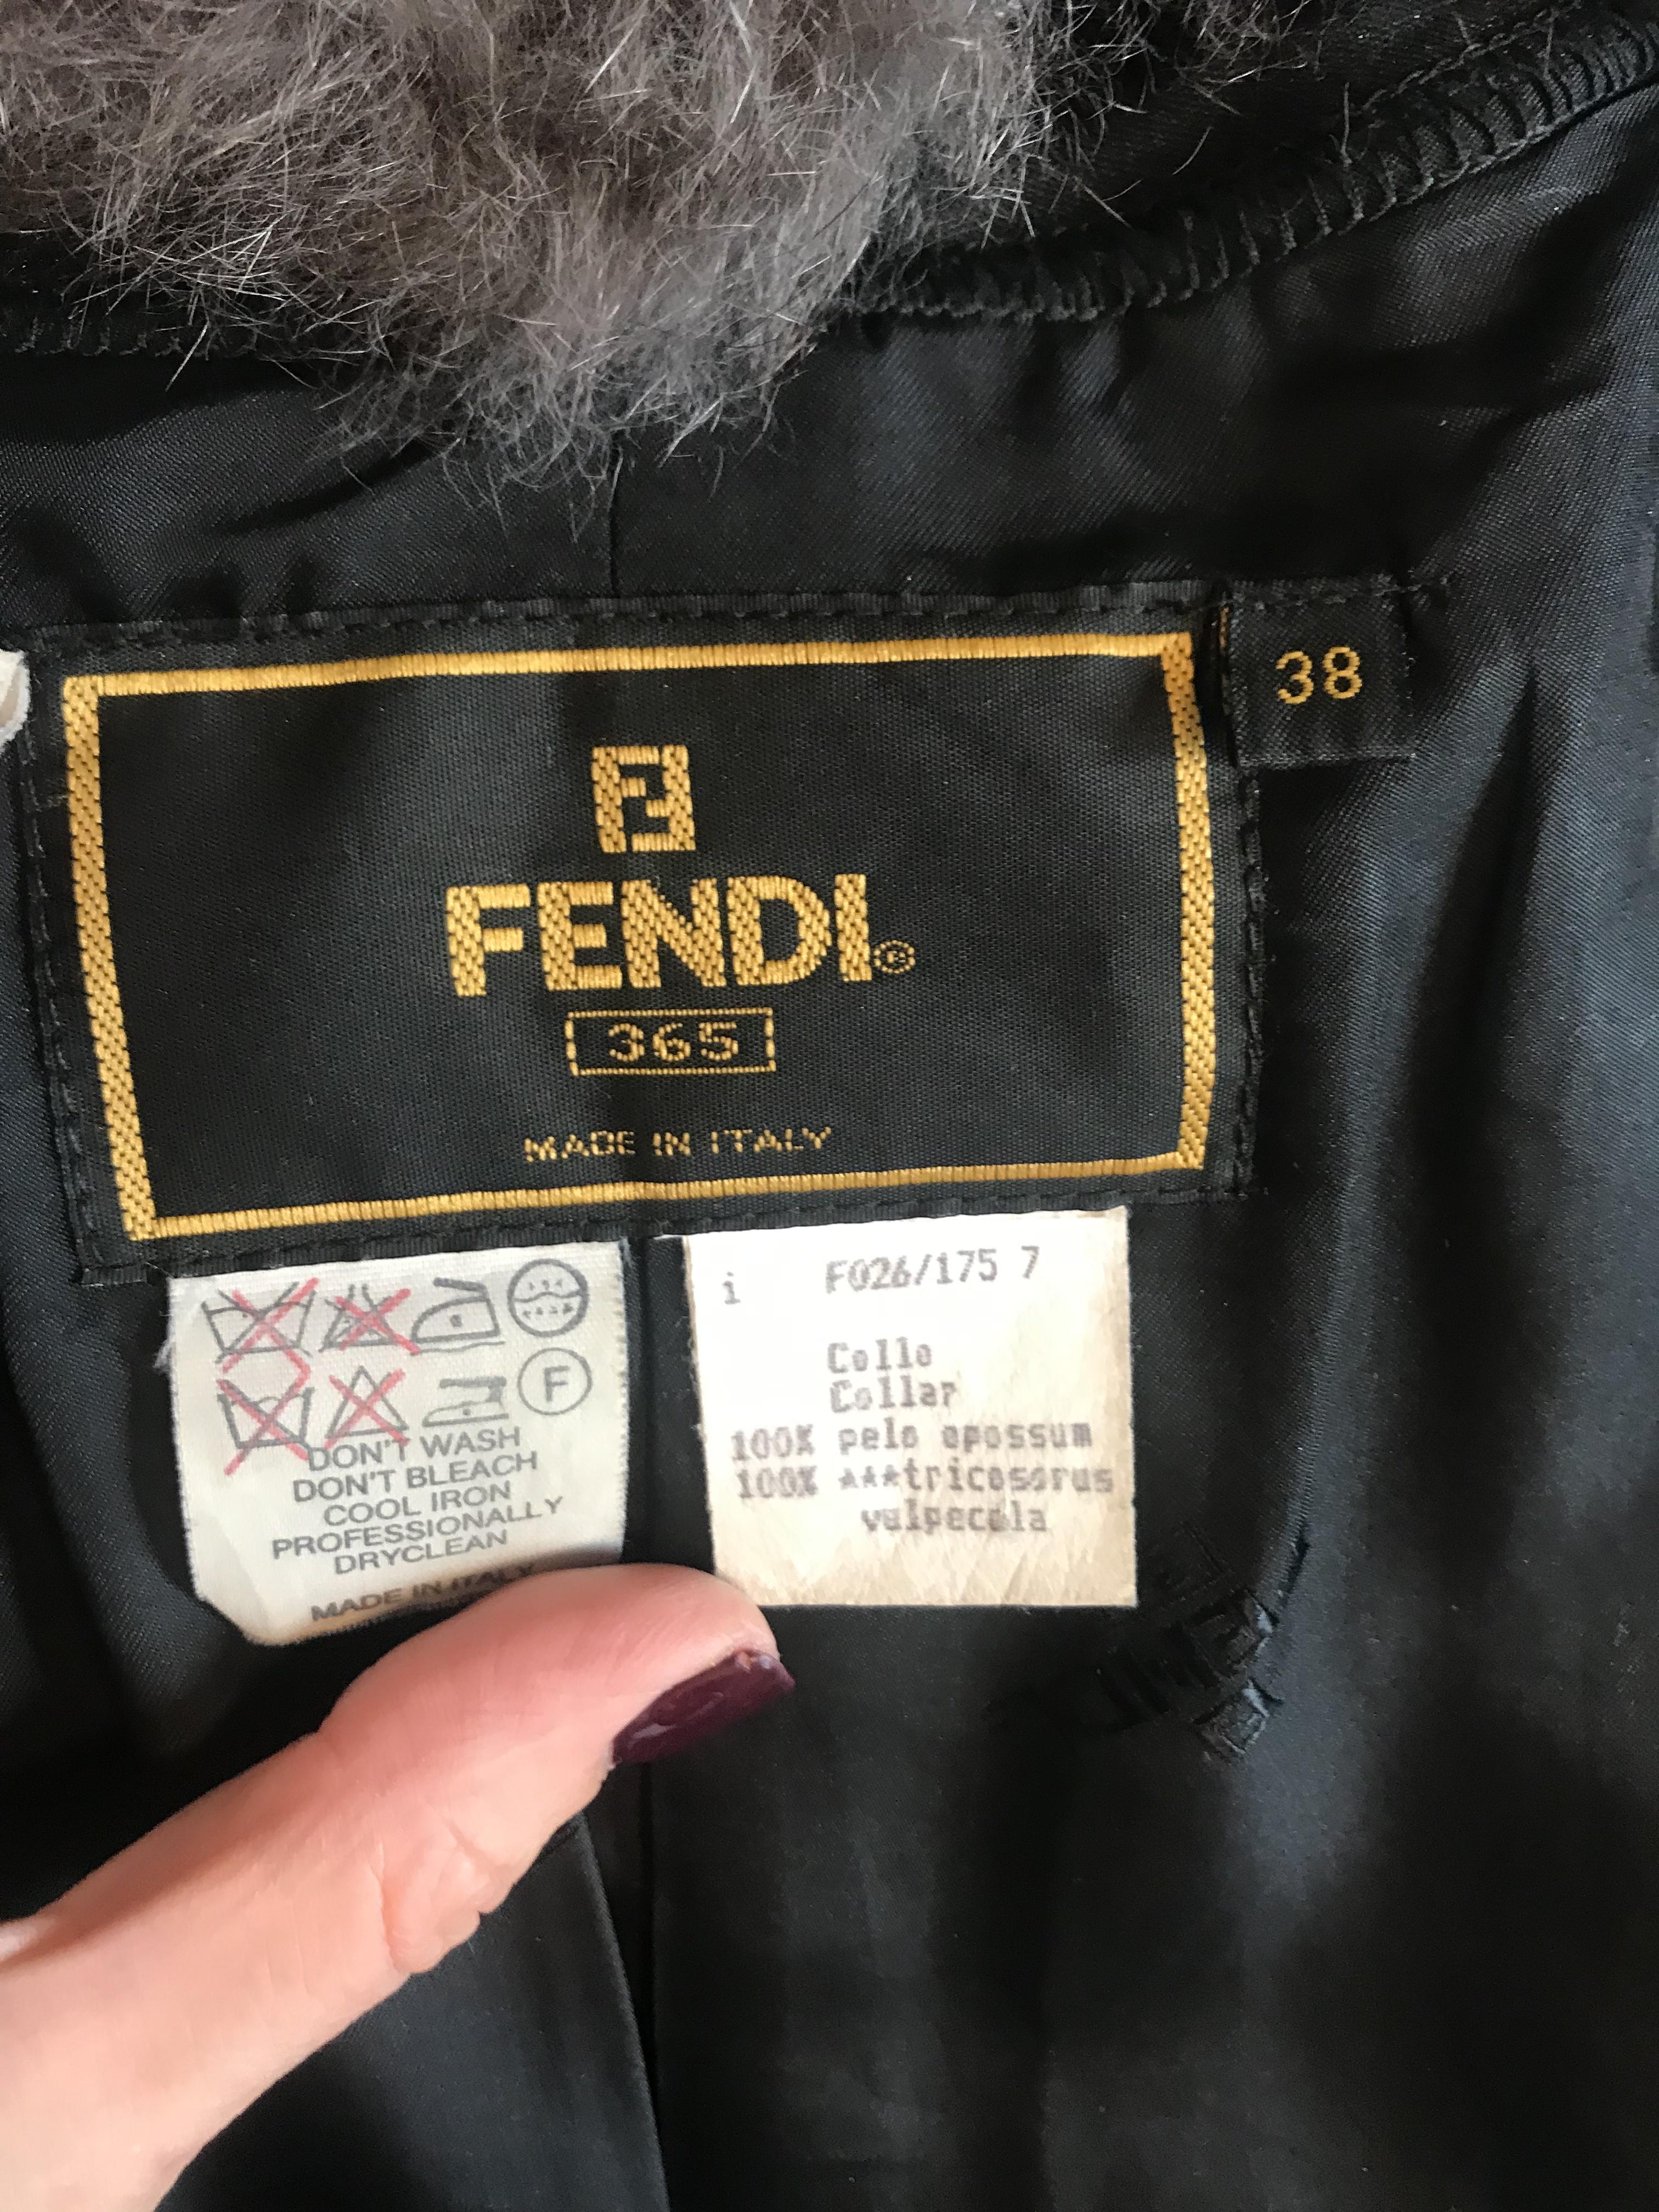 38
FENDI®
365
MADE IN ITALY
F
DON'T WASH
DON'T BLEACH
COOL IRON
PROFESSIONALLY
DRYCLEAN
MADE IN ITALY
i F026/175 7
Collo
Collar
100% pelo opossum
100% ***tricosorus
vulpecola